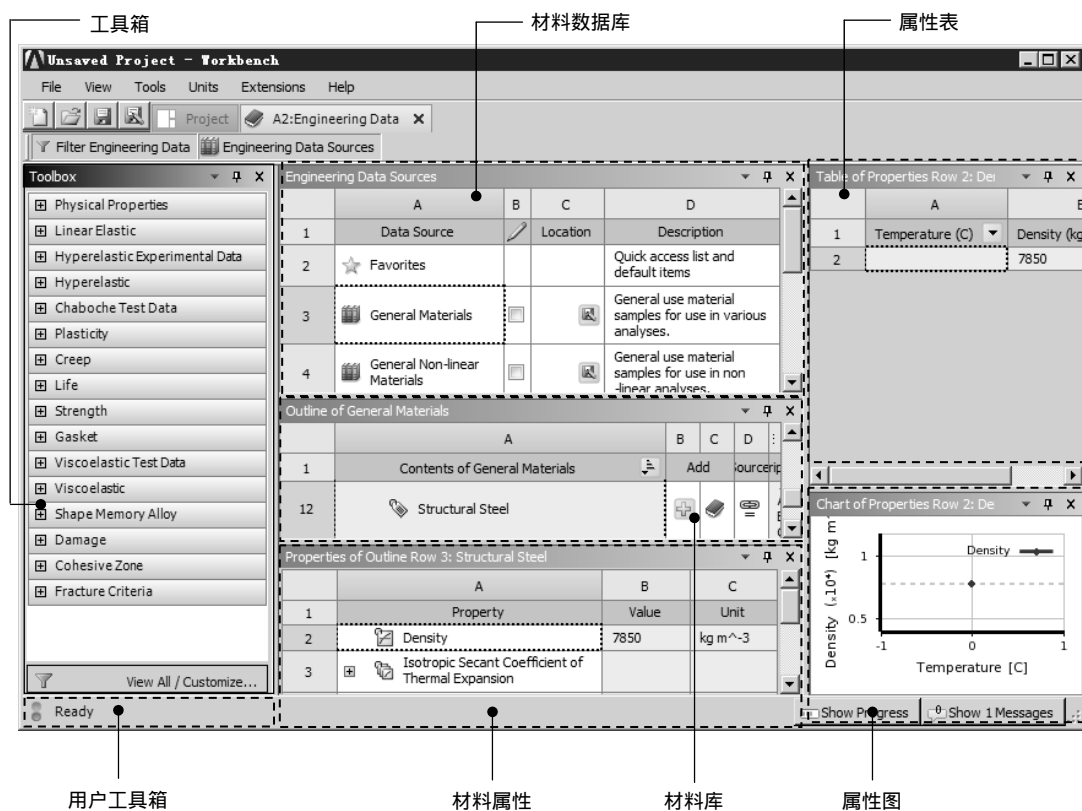 工具箱
材料数据库
属性表
Unsaved Project - Workbench
File View Tools Units Extensions Help
Project A2:Engineering Data
Filter Engineering Data Engineering Data Sources
Toolbox
Physical Properties
Linear Elastic
Hyperelastic Experimental Data
Hyperelastic
Chaboche Test Data
Plasticity
Creep
Life
Strength
Gasket
Viscoelastic Test Data
Viscoelastic
Shape Memory Alloy
Damage
Cohesive Zone
Fracture Criteria
View All / Customize...
Ready
Engineering Data Sources
A B C D
1 Data Source Location Description
2 Favorites Quick access list and
default items
3 General Materials General use material
samples for use in various
analyses.
4 General Non-linear
Materials General use material
samples for use in non
-linear analyses.
Outline of General Materials
A B C D
1 Contents of General Materials Add
12 Structural Steel
Properties of Outline Row 3: Structural Steel
A B C
1 Property Value Unit
2 Density 7850 kg m^-3
3 Isotropic Secant Coefficient of
Thermal Expansion
Table of Properties Row 2: De
A
1 Temperature (C) Density (kg
2 7850
Chart of Properties Row 2: De
Density (x10⁴) [kg m
1
0.5
Density
-1 0 1
Temperature [C]
Show Progress 0 Show 1 Messages
用户工具箱
材料属性
材料库
属性图